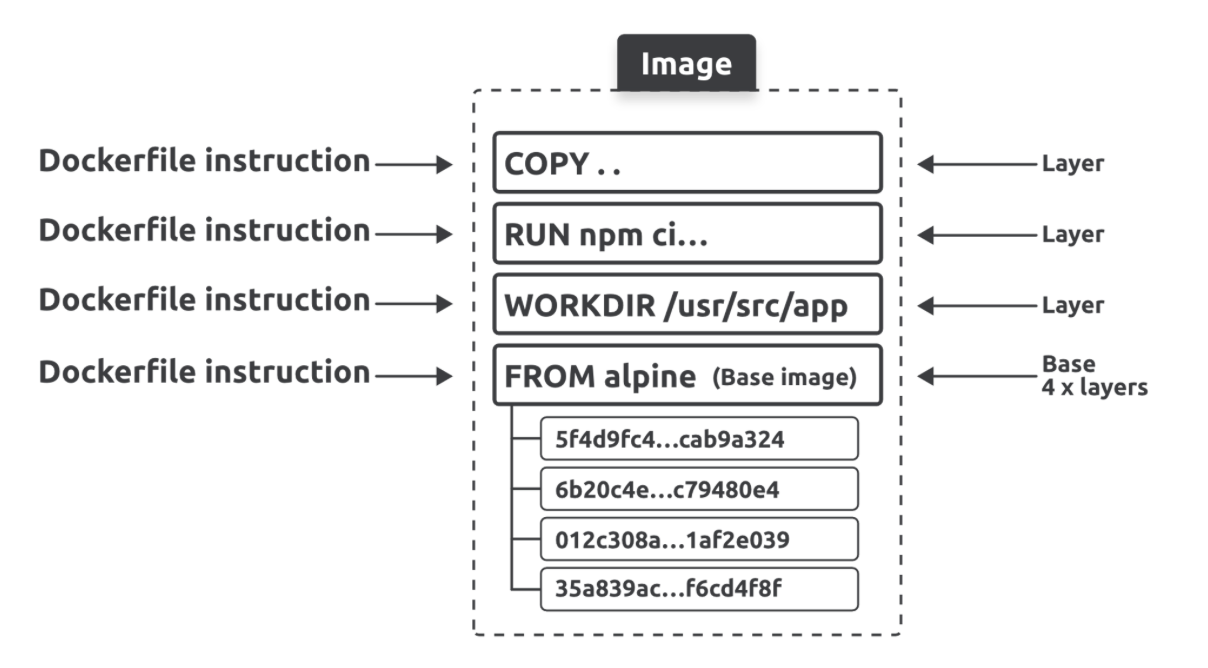 Image
Dockerfile instruction COPY . . Layer
Dockerfile instruction RUN npm ci... Layer
Dockerfile instruction WORKDIR /usr/src/app Layer
Dockerfile instruction FROM alpine (Base image) Base
4 x layers
5f4d9fc4...cab9a324
6b20c4e...c79480e4
012c308a...1af2e039
35a839ac...f6cd4f8f